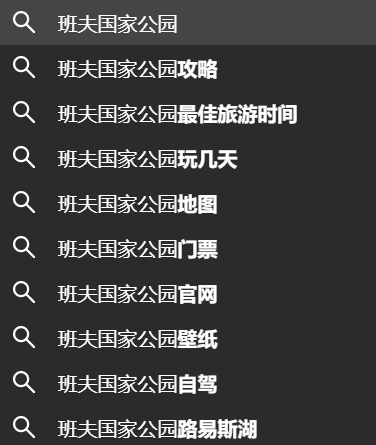 班夫国家公园
班夫国家公园攻略
班夫国家公园最佳旅游时间
班夫国家公园玩几天
班夫国家公园地图
班夫国家公园门票
班夫国家公园官网
班夫国家公园壁纸
班夫国家公园自驾
班夫国家公园路易斯湖